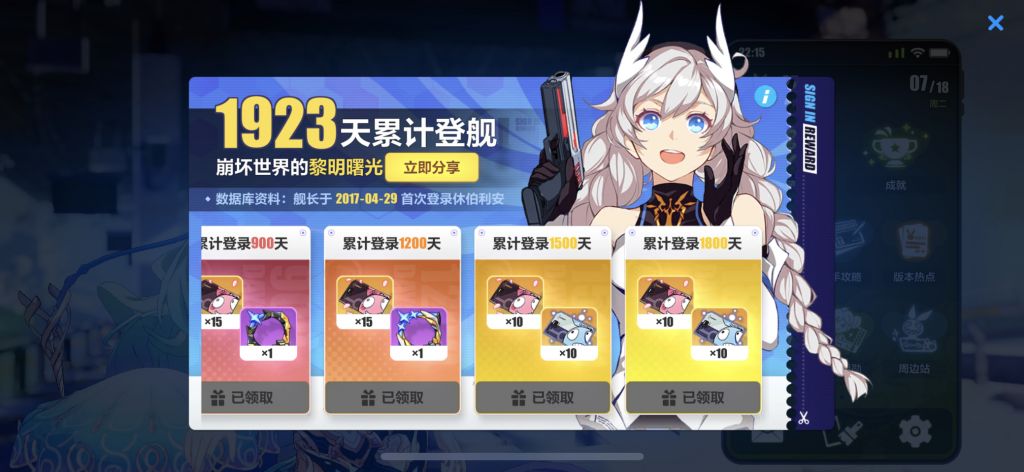 22:15
07/18
周二
SIGN IN REWARD
1923天累计登舰
崩坏世界的黎明曙光
立即分享
数据库资料：舰长于 2017-04-29 首次登录休伯利安
累计登录900天
×15
×1
已领取
累计登录1200天
×15
×1
已领取
累计登录1500天
×10
×10
已领取
累计登录1800天
×10
×10
已领取
成就
攻略
版本热点
动
周边站